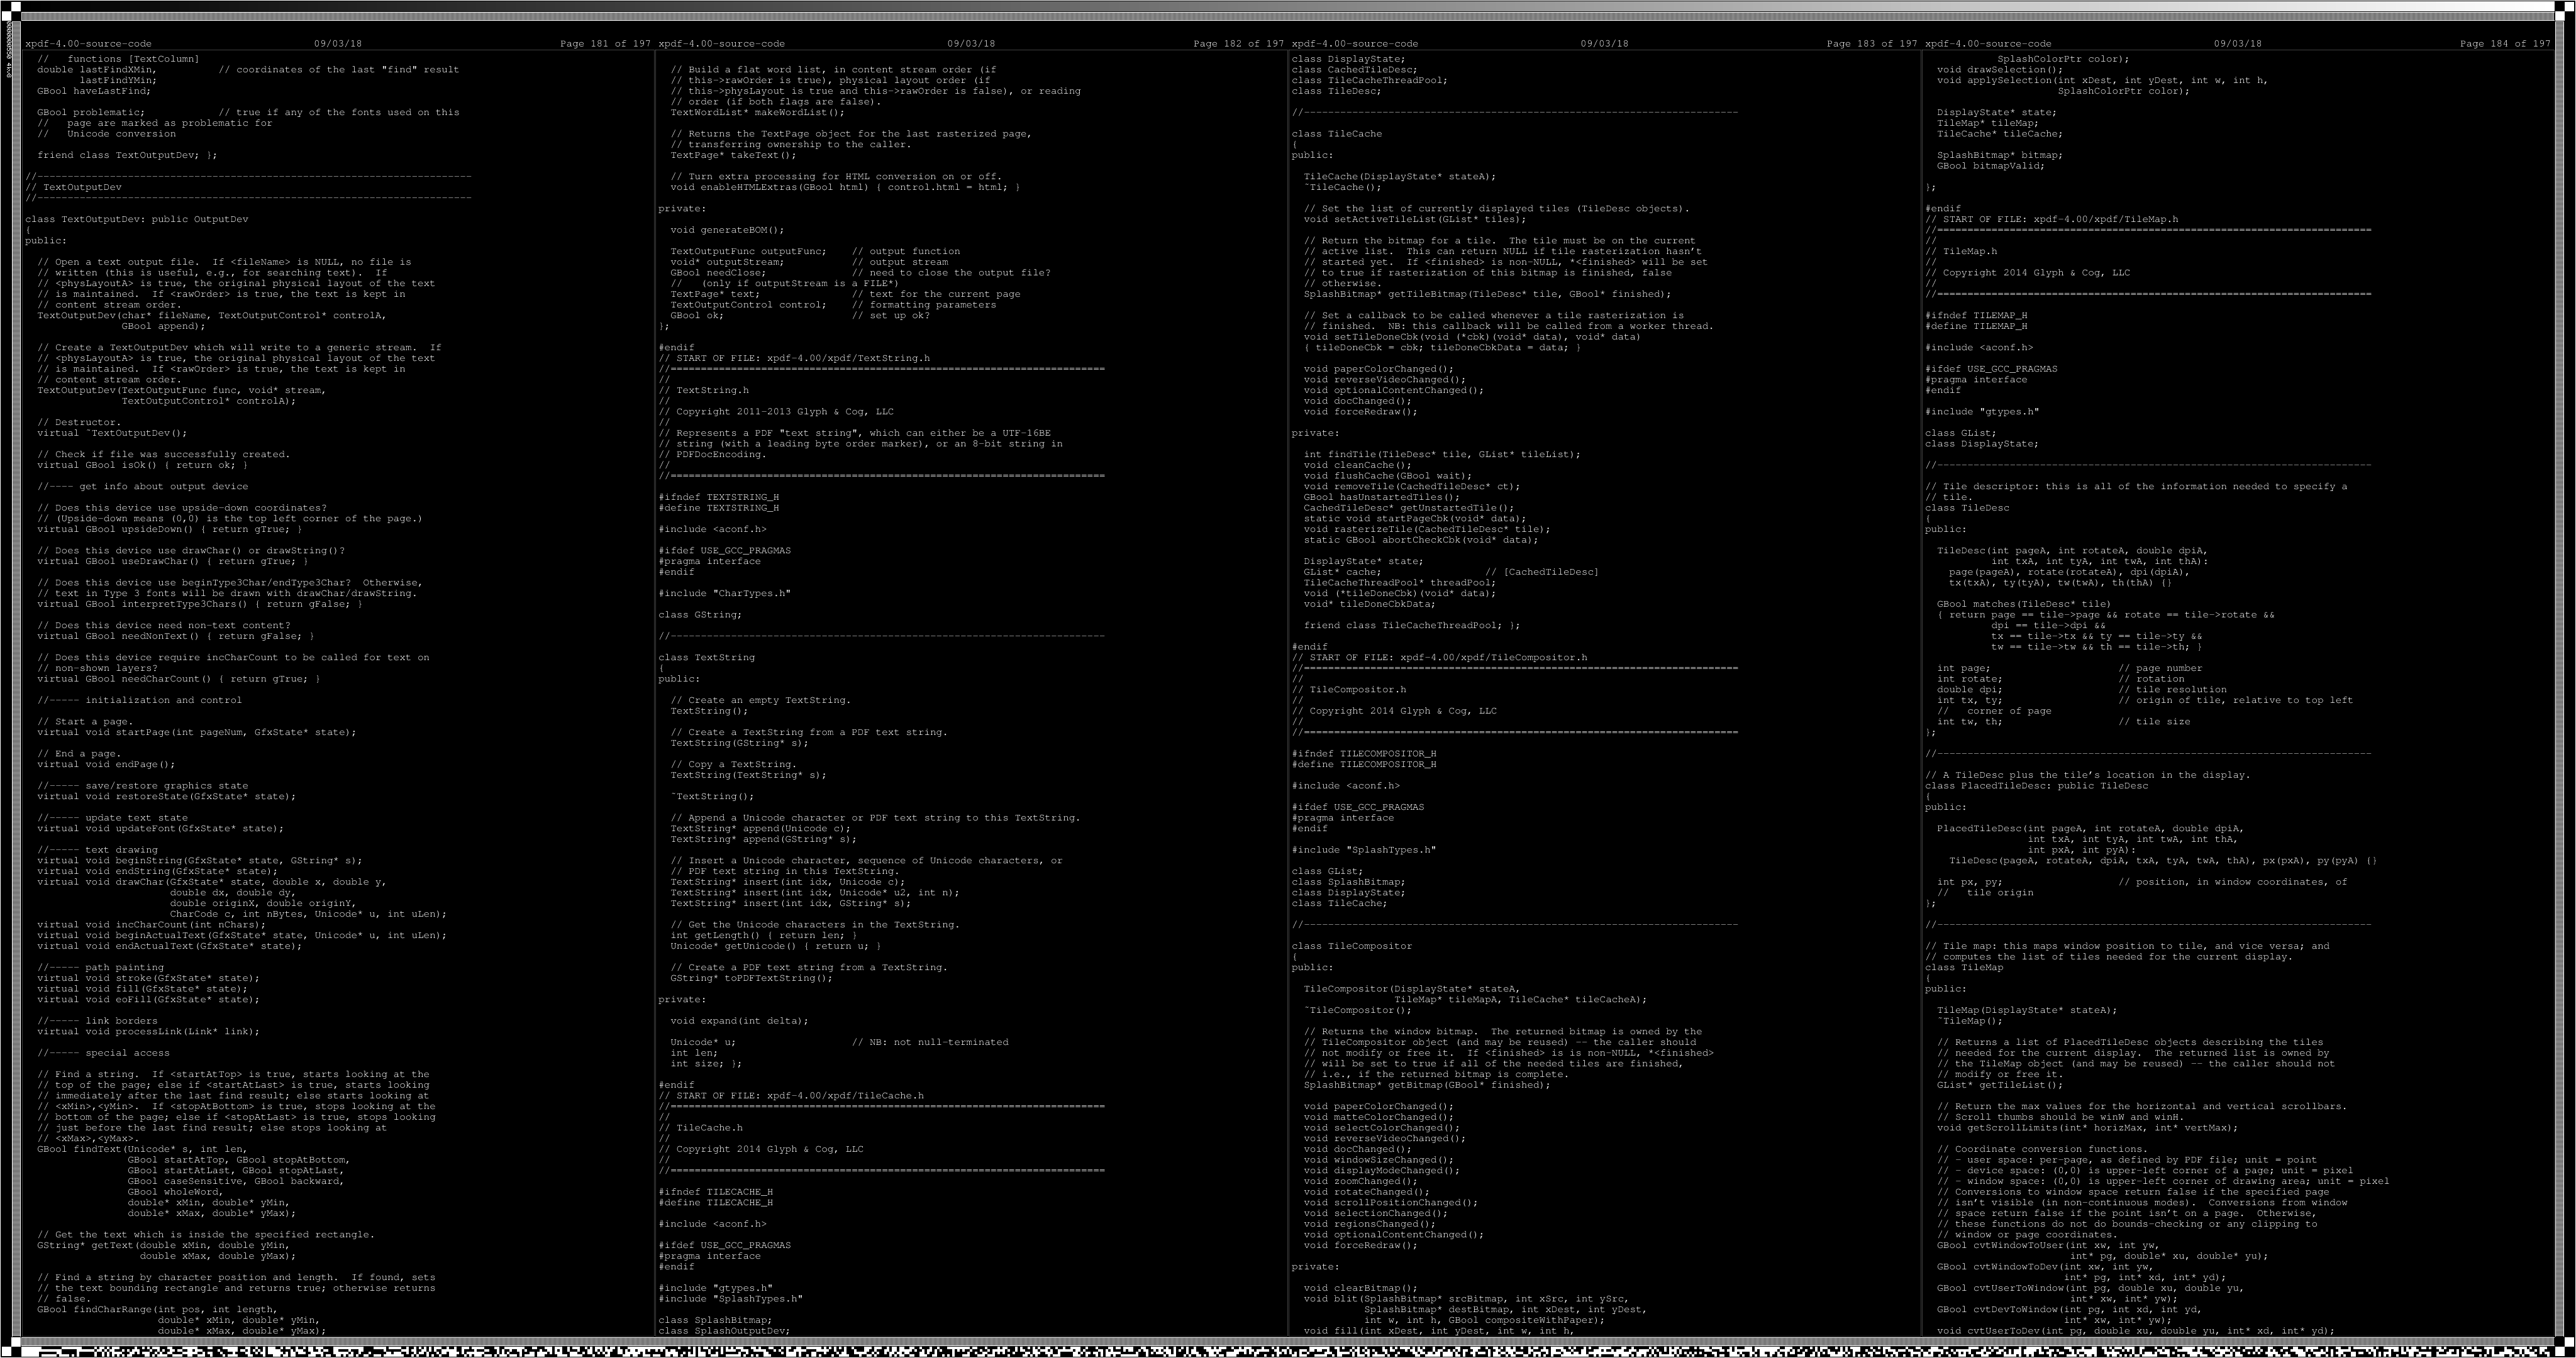 xpdf-4.00-source-code 09/03/18 Page 181 of 197
//   functions [TextColumn]
double lastFindXMin,          // coordinates of the last "find" result
lastFindYMin;
GBool haveLastFind;
GBool problematic;            // true if any of the fonts used on this
//   page are marked as problematic for
//   Unicode conversion
friend class TextOutputDev; };
//------------------------------------------------------------------------
// TextOutputDev
//------------------------------------------------------------------------
class TextOutputDev: public OutputDev
{
public:
// Open a text output file.  If <fileName> is NULL, no file is
// written (this is useful, e.g., for searching text).  If
// <physLayoutA> is true, the original physical layout of the text
// is maintained.  If <rawOrder> is true, the text is kept in
// content stream order.
TextOutputDev(char* fileName, TextOutputControl* controlA,
GBool append);
// Create a TextOutputDev which will write to a generic stream.  If
// <physLayoutA> is true, the original physical layout of the text
// is maintained.  If <rawOrder> is true, the text is kept in
// content stream order.
TextOutputDev(TextOutputFunc func, void* stream,
TextOutputControl* controlA);
// Destructor.
virtual ~TextOutputDev();
// Check if file was successfully created.
virtual GBool isOk() { return ok; }
//---- get info about output device
// Does this device use upside-down coordinates?
// (Upside-down means (0,0) is the top left corner of the page.)
virtual GBool upsideDown() { return gTrue; }
// Does this device use drawChar() or drawString()?
virtual GBool useDrawChar() { return gTrue; }
// Does this device use beginType3Char/endType3Char?  Otherwise,
// text in Type 3 fonts will be drawn with drawChar/drawString.
virtual GBool interpretType3Chars() { return gFalse; }
// Does this device need non-text content?
virtual GBool needNonText() { return gFalse; }
// Does this device require incCharCount to be called for text on
// non-shown layers?
virtual GBool needCharCount() { return gTrue; }
//----- initialization and control
// Start a page.
virtual void startPage(int pageNum, GfxState* state);
// End a page.
virtual void endPage();
//----- save/restore graphics state
virtual void restoreState(GfxState* state);
//----- update text state
virtual void updateFont(GfxState* state);
//----- text drawing
virtual void beginString(GfxState* state, GString* s);
virtual void endString(GfxState* state);
virtual void drawChar(GfxState* state, double x, double y,
double dx, double dy,
double originX, double originY,
CharCode c, int nBytes, Unicode* u, int uLen);
virtual void incCharCount(int nChars);
virtual void beginActualText(GfxState* state, Unicode* u, int uLen);
virtual void endActualText(GfxState* state);
//----- path painting
virtual void stroke(GfxState* state);
virtual void fill(GfxState* state);
virtual void eoFill(GfxState* state);
//----- link borders
virtual void processLink(Link* link);
//----- special access
// Find a string.  If <startAtTop> is true, starts looking at the
// top of the page; else if <startAtLast> is true, starts looking
// immediately after the last find result; else starts looking at
// <xMin>,<yMin>.  If <stopAtBottom> is true, stops looking at the
// bottom of the page; else if <stopAtLast> is true, stops looking
// just before the last find result; else stops looking at
// <xMax>,<yMax>.
GBool findText(Unicode* s, int len,
GBool startAtTop, GBool stopAtBottom,
GBool startAtLast, GBool stopAtLast,
GBool caseSensitive, GBool backward,
GBool wholeWord,
double* xMin, double* yMin,
double* xMax, double* yMax);
// Get the text which is inside the specified rectangle.
GString* getText(double xMin, double yMin,
double xMax, double yMax);
// Find a string by character position and length.  If found, sets
// the text bounding rectangle and returns true; otherwise returns
// false.
GBool findCharRange(int pos, int length,
double* xMin, double* yMin,
double* xMax, double* yMax);
xpdf-4.00-source-code 09/03/18 Page 182 of 197
// Build a flat word list, in content stream order (if
// this->rawOrder is true), physical layout order (if
// this->physLayout is true and this->rawOrder is false), or reading
// order (if both flags are false).
TextWordList* makeWordList();
// Returns the TextPage object for the last rasterized page,
// transferring ownership to the caller.
TextPage* takeText();
// Turn extra processing for HTML conversion on or off.
void enableHTMLExtras(GBool html) { control.html = html; }
private:
void generateBOM();
TextOutputFunc outputFunc;    // output function
void* outputStream;           // output stream
GBool needClose;              // need to close the output file?
//   (only if outputStream is a FILE*)
TextPage* text;               // text for the current page
TextOutputControl control;    // formatting parameters
GBool ok;                     // set up ok?
};
#endif
// START OF FILE: xpdf-4.00/xpdf/TextString.h
//========================================================================
//
// TextString.h
//
// Copyright 2011-2013 Glyph & Cog, LLC
//
// Represents a PDF "text string", which can either be a UTF-16BE
// string (with a leading byte order marker), or an 8-bit string in
// PDFDocEncoding.
//
//========================================================================
#ifndef TEXTSTRING_H
#define TEXTSTRING_H
#include <aconf.h>
#ifdef USE_GCC_PRAGMAS
#pragma interface
#endif
#include "CharTypes.h"
class GString;
//------------------------------------------------------------------------
class TextString
{
public:
// Create an empty TextString.
TextString();
// Create a TextString from a PDF text string.
TextString(GString* s);
// Copy a TextString.
TextString(TextString* s);
~TextString();
// Append a Unicode character or PDF text string to this TextString.
TextString* append(Unicode c);
TextString* append(GString* s);
// Insert a Unicode character, sequence of Unicode characters, or
// PDF text string in this TextString.
TextString* insert(int idx, Unicode c);
TextString* insert(int idx, Unicode* u2, int n);
TextString* insert(int idx, GString* s);
// Get the Unicode characters in the TextString.
int getLength() { return len; }
Unicode* getUnicode() { return u; }
// Create a PDF text string from a TextString.
GString* toPDFTextString();
private:
void expand(int delta);
Unicode* u;                   // NB: not null-terminated
int len;
int size; };
#endif
// START OF FILE: xpdf-4.00/xpdf/TileCache.h
//========================================================================
//
// TileCache.h
//
// Copyright 2014 Glyph & Cog, LLC
//
//========================================================================
#ifndef TILECACHE_H
#define TILECACHE_H
#include <aconf.h>
#ifdef USE_GCC_PRAGMAS
#pragma interface
#endif
#include "gtypes.h"
#include "SplashTypes.h"
class SplashBitmap;
class SplashOutputDev;
xpdf-4.00-source-code 09/03/18 Page 183 of 197
class DisplayState;
class CachedTileDesc;
class TileCacheThreadPool;
class TileDesc;
//------------------------------------------------------------------------
class TileCache
{
public:
TileCache(DisplayState* stateA);
~TileCache();
// Set the list of currently displayed tiles (TileDesc objects).
void setActiveTileList(GList* tiles);
// Return the bitmap for a tile.  The tile must be on the current
// active list.  This can return NULL if tile rasterization hasn't
// started yet.  If <finished> is non-NULL, *<finished> will be set
// to true if rasterization of this bitmap is finished, false
// otherwise.
SplashBitmap* getTileBitmap(TileDesc* tile, GBool* finished);
// Set a callback to be called whenever a tile rasterization is
// finished.  NB: this callback will be called from a worker thread.
void setTileDoneCbk(void (*cbk)(void* data), void* data)
{ tileDoneCbk = cbk; tileDoneCbkData = data; }
void paperColorChanged();
void reverseVideoChanged();
void optionalContentChanged();
void docChanged();
void forceRedraw();
private:
int findTile(TileDesc* tile, GList* tileList);
void cleanCache();
void flushCache(GBool wait);
void removeTile(CachedTileDesc* ct);
GBool hasUnstartedTiles();
CachedTileDesc* getUnstartedTile();
static void startPageCbk(void* data);
void rasterizeTile(CachedTileDesc* tile);
static GBool abortCheckCbk(void* data);
DisplayState* state;
GList* cache;                 // [CachedTileDesc]
TileCacheThreadPool* threadPool;
void (*tileDoneCbk)(void* data);
void* tileDoneCbkData;
friend class TileCacheThreadPool; };
#endif
// START OF FILE: xpdf-4.00/xpdf/TileCompositor.h
//========================================================================
//
// TileCompositor.h
//
// Copyright 2014 Glyph & Cog, LLC
//
//========================================================================
#ifndef TILECOMPOSITOR_H
#define TILECOMPOSITOR_H
#include <aconf.h>
#ifdef USE_GCC_PRAGMAS
#pragma interface
#endif
#include "SplashTypes.h"
class GList;
class SplashBitmap;
class DisplayState;
class TileCache;
//------------------------------------------------------------------------
class TileCompositor
{
public:
TileCompositor(DisplayState* stateA,
TileMap* tileMapA, TileCache* tileCacheA);
~TileCompositor();
// Returns the window bitmap.  The returned bitmap is owned by the
// TileCompositor object (and may be reused) -- the caller should
// not modify or free it.  If <finished> is is non-NULL, *<finished>
// will be set to true if all of the needed tiles are finished,
// i.e., if the returned bitmap is complete.
SplashBitmap* getBitmap(GBool* finished);
void paperColorChanged();
void matteColorChanged();
void selectColorChanged();
void reverseVideoChanged();
void docChanged();
void windowSizeChanged();
void displayModeChanged();
void zoomChanged();
void rotateChanged();
void scrollPositionChanged();
void selectionChanged();
void regionsChanged();
void optionalContentChanged();
void forceRedraw();
private:
void clearBitmap();
void blit(SplashBitmap* srcBitmap, int xSrc, int ySrc,
SplashBitmap* destBitmap, int xDest, int yDest,
int w, int h, GBool compositeWithPaper);
void fill(int xDest, int yDest, int w, int h,
xpdf-4.00-source-code 09/03/18 Page 184 of 197
SplashColorPtr color);
void drawSelection();
void applySelection(int xDest, int yDest, int w, int h,
SplashColorPtr color);
DisplayState* state;
TileMap* tileMap;
TileCache* tileCache;
SplashBitmap* bitmap;
GBool bitmapValid;
};
#endif
// START OF FILE: xpdf-4.00/xpdf/TileMap.h
//========================================================================
//
// TileMap.h
//
// Copyright 2014 Glyph & Cog, LLC
//
//========================================================================
#ifndef TILEMAP_H
#define TILEMAP_H
#include <aconf.h>
#ifdef USE_GCC_PRAGMAS
#pragma interface
#endif
#include "gtypes.h"
class GList;
class DisplayState;
//------------------------------------------------------------------------
// Tile descriptor: this is all of the information needed to specify a
// tile.
class TileDesc
{
public:
TileDesc(int pageA, int rotateA, double dpiA,
int txA, int tyA, int twA, int thA):
page(pageA), rotate(rotateA), dpi(dpiA),
tx(txA), ty(tyA), tw(twA), th(thA) {}
GBool matches(TileDesc* tile)
{ return page == tile->page && rotate == tile->rotate &&
dpi == tile->dpi &&
tx == tile->tx && ty == tile->ty &&
tw == tile->tw && th == tile->th; }
int page;                     // page number
int rotate;                   // rotation
double dpi;                   // tile resolution
int tx, ty;                   // origin of tile, relative to top left
//   corner of page
int tw, th;                   // tile size
};
//------------------------------------------------------------------------
// A TileDesc plus the tile's location in the display.
class PlacedTileDesc: public TileDesc
{
public:
PlacedTileDesc(int pageA, int rotateA, double dpiA,
int txA, int tyA, int twA, int thA,
int pxA, int pyA):
TileDesc(pageA, rotateA, dpiA, txA, tyA, twA, thA), px(pxA), py(pyA) {}
int px, py;                   // position, in window coordinates, of
//   tile origin
};
//------------------------------------------------------------------------
// Tile map: this maps window position to tile, and vice versa; and
// computes the list of tiles needed for the current display.
class TileMap
{
public:
TileMap(DisplayState* stateA);
~TileMap();
// Returns a list of PlacedTileDesc objects describing the tiles
// needed for the current display.  The returned list is owned by
// the TileMap object (and may be reused) -- the caller should not
// modify or free it.
GList* getTileList();
// Return the max values for the horizontal and vertical scrollbars.
// Scroll thumbs should be winW and winH.
void getScrollLimits(int* horizMax, int* vertMax);
// Coordinate conversion functions.
// - user space: per-page, as defined by PDF file; unit = point
// - device space: (0,0) is upper-left corner of a page; unit = pixel
// - window space: (0,0) is upper-left corner of drawing area; unit = pixel
// Conversions to window space return false if the specified page
// isn't visible (in non-continuous modes).  Conversions from window
// space return false if the point isn't on a page.  Otherwise,
// these functions do not do bounds-checking or any clipping to
// window or page coordinates.
GBool cvtWindowToUser(int xw, int yw,
int* pg, double* xu, double* yu);
GBool cvtWindowToDev(int xw, int yw,
int* pg, int* xd, int* yd);
GBool cvtUserToWindow(int pg, double xu, double yu,
int* xw, int* yw);
GBool cvtDevToWindow(int pg, int xd, int yd,
int* xw, int* yw);
void cvtUserToDev(int pg, double xu, double yu, int* xd, int* yd);